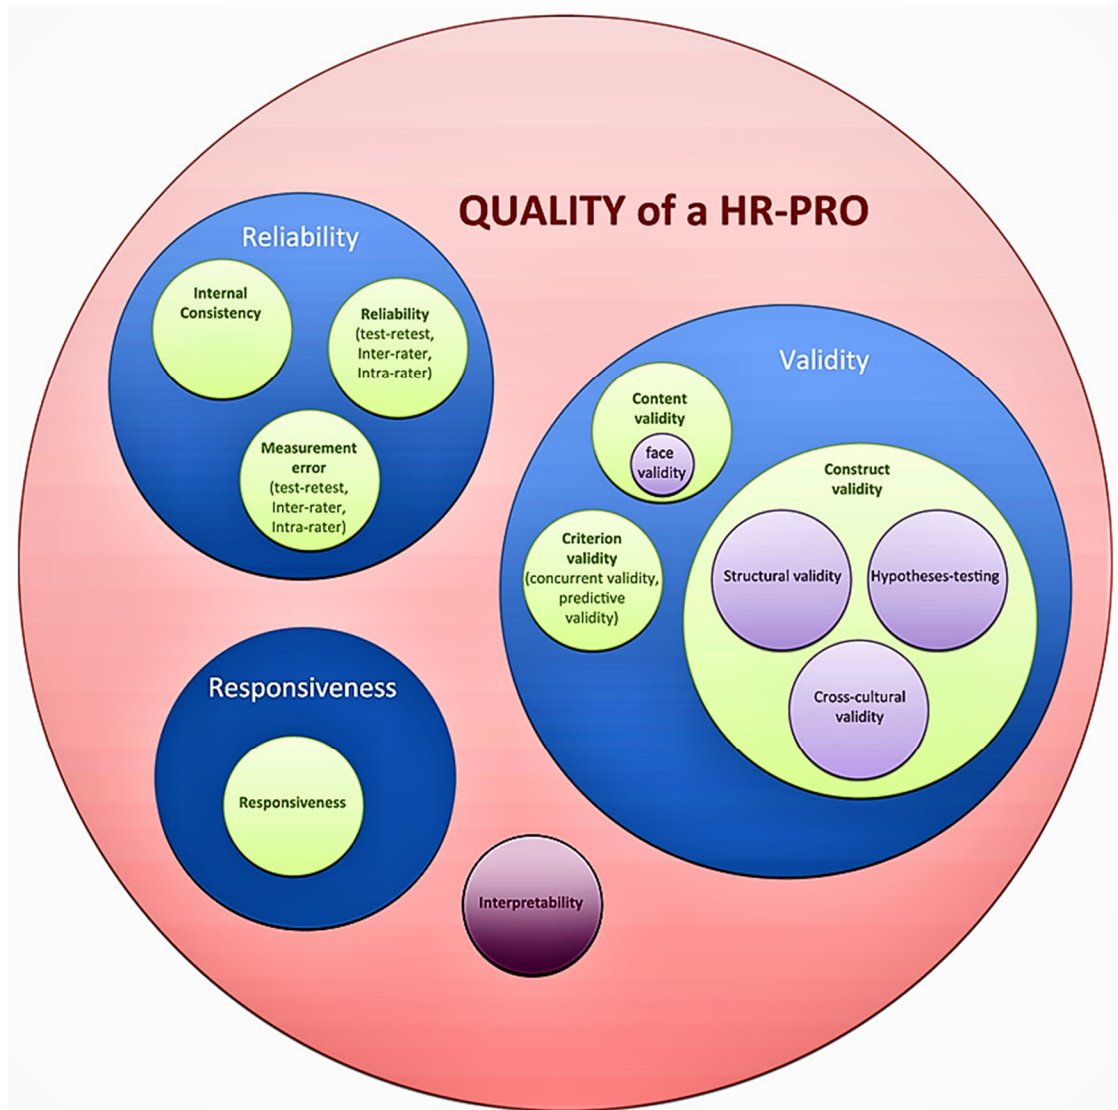 QUALITY of a HR-PRO
Reliability
Internal
Consistency
Reliability
(test-retest,
Inter-rater,
Intra-rater)
Measurement
error
(test-retest,
Inter-rater,
Intra-rater)
Validity
Content
validity
face
validity
Criterion
validity
(concurrent validity,
predictive
validity)
Construct
validity
Structural validity
Hypotheses-testing
Cross-cultural
validity
Responsiveness
Responsiveness
Interpretability